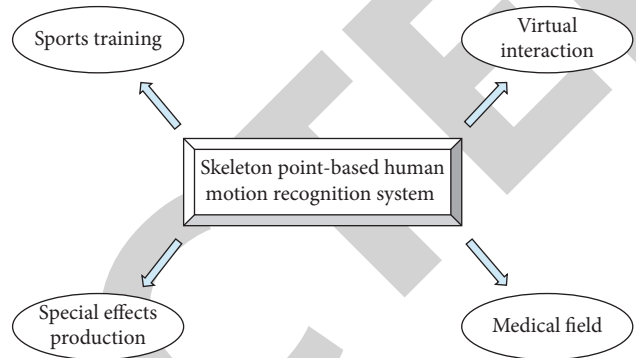 Sports training
Virtual
interaction
Skeleton point-based human
motion recognition system
Special effects
production
Medical field